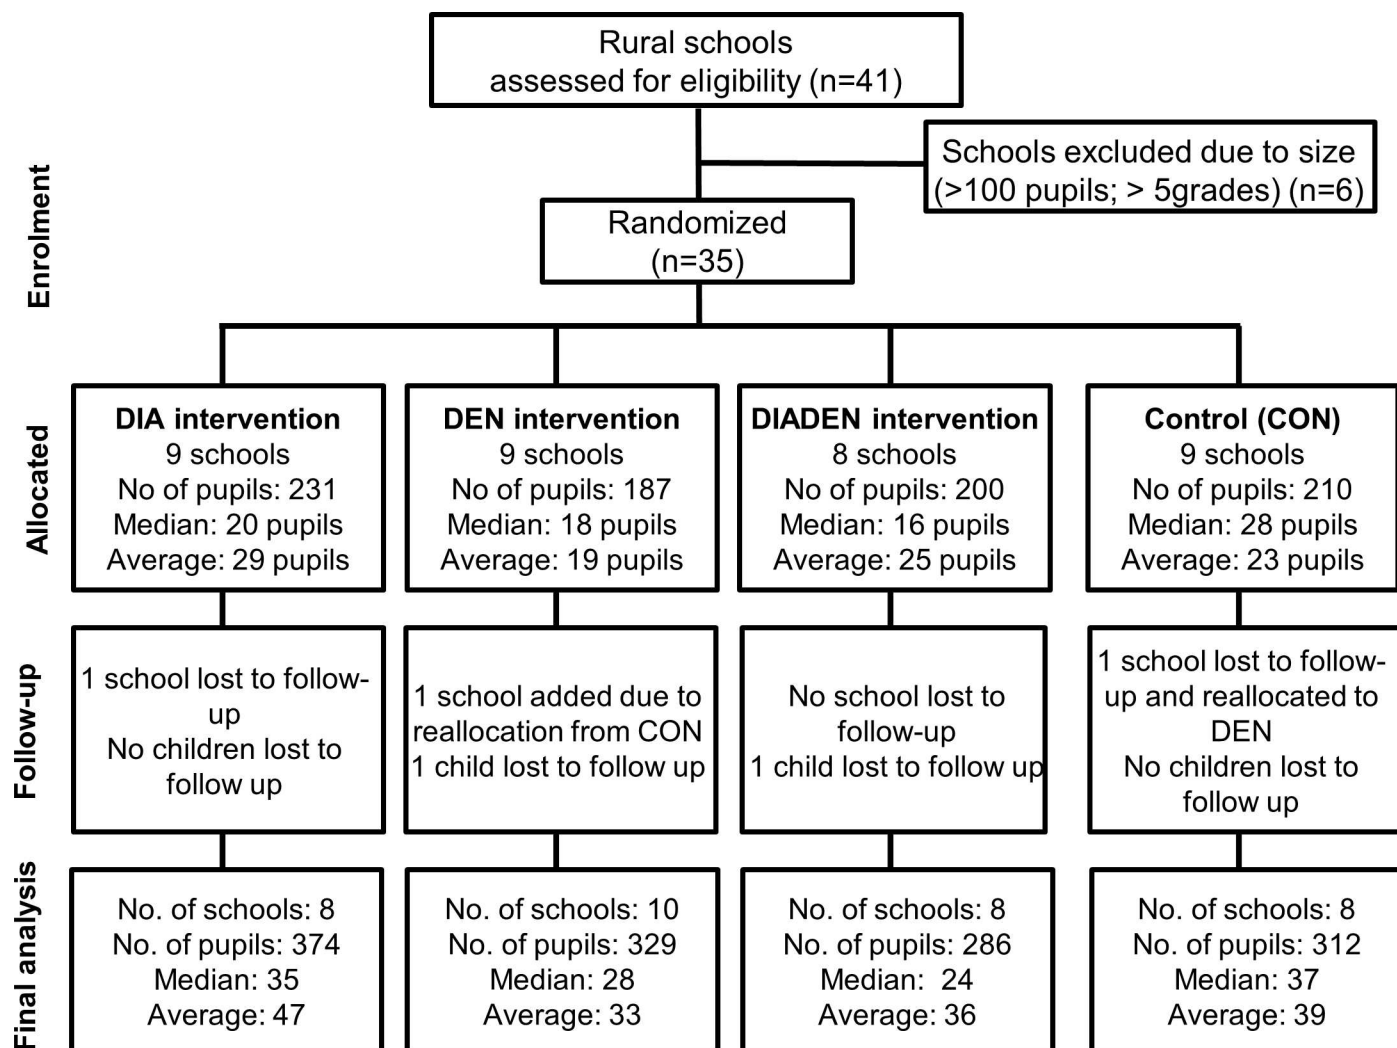 Rural schools
assessed for eligibility (n=41)
Schools excluded due to size
(>100 pupils; > 5grades) (n=6)
Enrolment
Randomized
(n=35)
Allocated
DIA intervention
9 schools
No of pupils: 231
Median: 20 pupils
Average: 29 pupils
DEN intervention
9 schools
No of pupils: 187
Median: 18 pupils
Average: 19 pupils
DIADEN intervention
8 schools
No of pupils: 200
Median: 16 pupils
Average: 25 pupils
Control (CON)
9 schools
No of pupils: 210
Median: 28 pupils
Average: 23 pupils
Follow-up
1 school lost to follow-
up
No children lost to
follow up
1 school added due to
reallocation from CON
1 child lost to follow up
No school lost to
follow-up
1 child lost to follow up
1 school lost to follow-
up and reallocated to
DEN
No children lost to
follow up
Final analysis
No. of schools: 8
No. of pupils: 374
Median: 35
Average: 47
No. of schools: 10
No. of pupils: 329
Median: 28
Average: 33
No. of schools: 8
No. of pupils: 286
Median: 24
Average: 36
No. of schools: 8
No. of pupils: 312
Median: 37
Average: 39